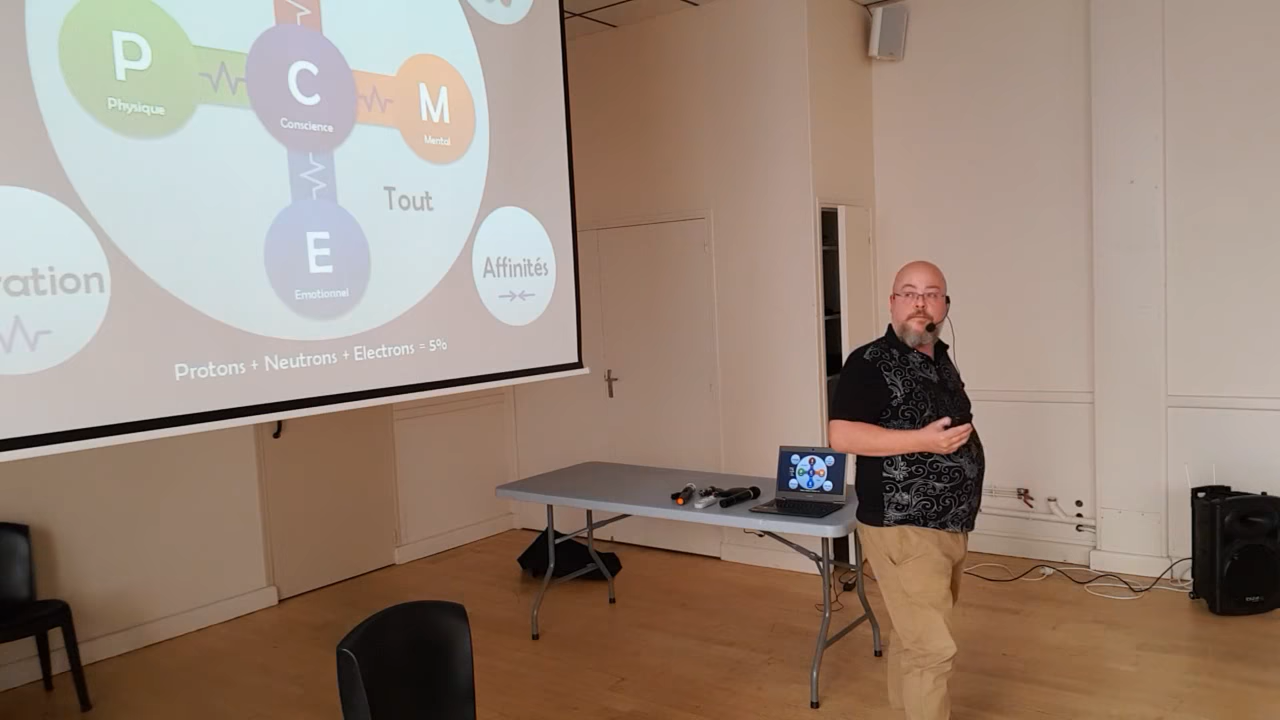 P
Physique
C
Conscience
M
Mental
Tout
E
Emotionnel
ration
Affinités
Protons + Neutrons + Electrons = 5%